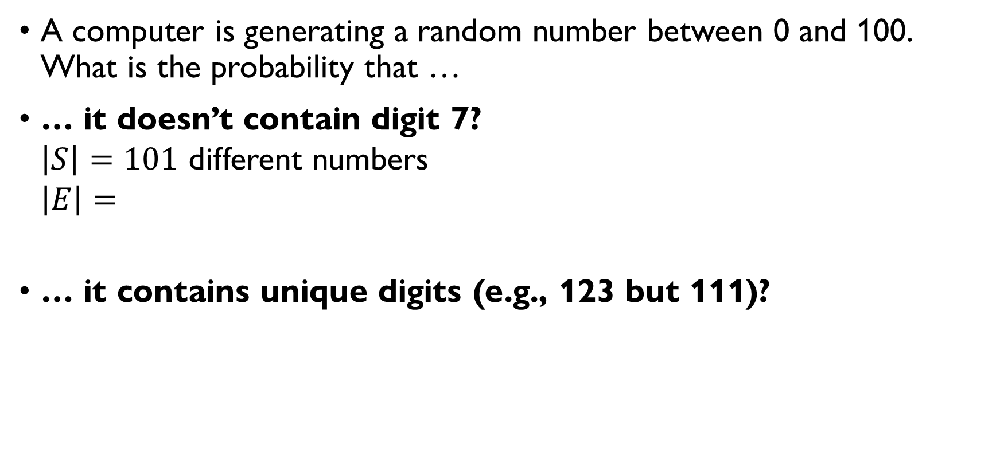 • A computer is generating a random number between 0 and 100.
What is the probability that …
• … it doesn’t contain digit 7?
|𝑆| = 101 different numbers
|𝐸| =
• … it contains unique digits (e.g., 123 but 111)?